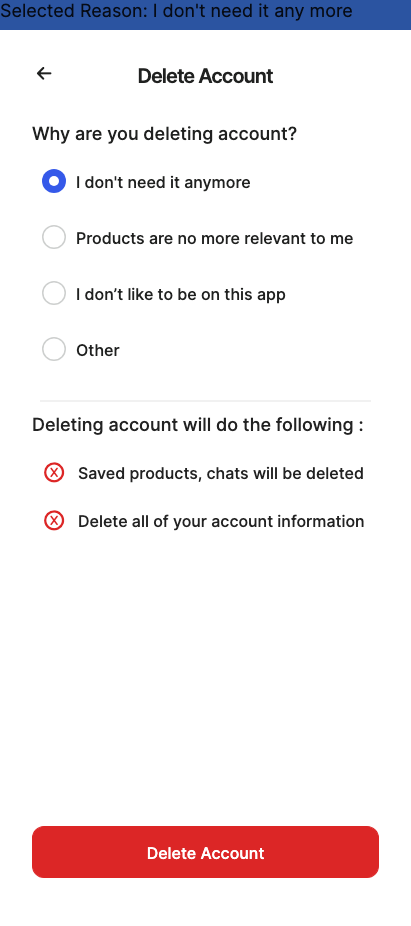 Selected Reason: I don't need it any more
Delete Account
Why are you deleting account?
I don't need it anymore
Products are no more relevant to me
I don’t like to be on this app
Other
Deleting account will do the following :
Saved products, chats will be deleted
Delete all of your account information
Delete Account